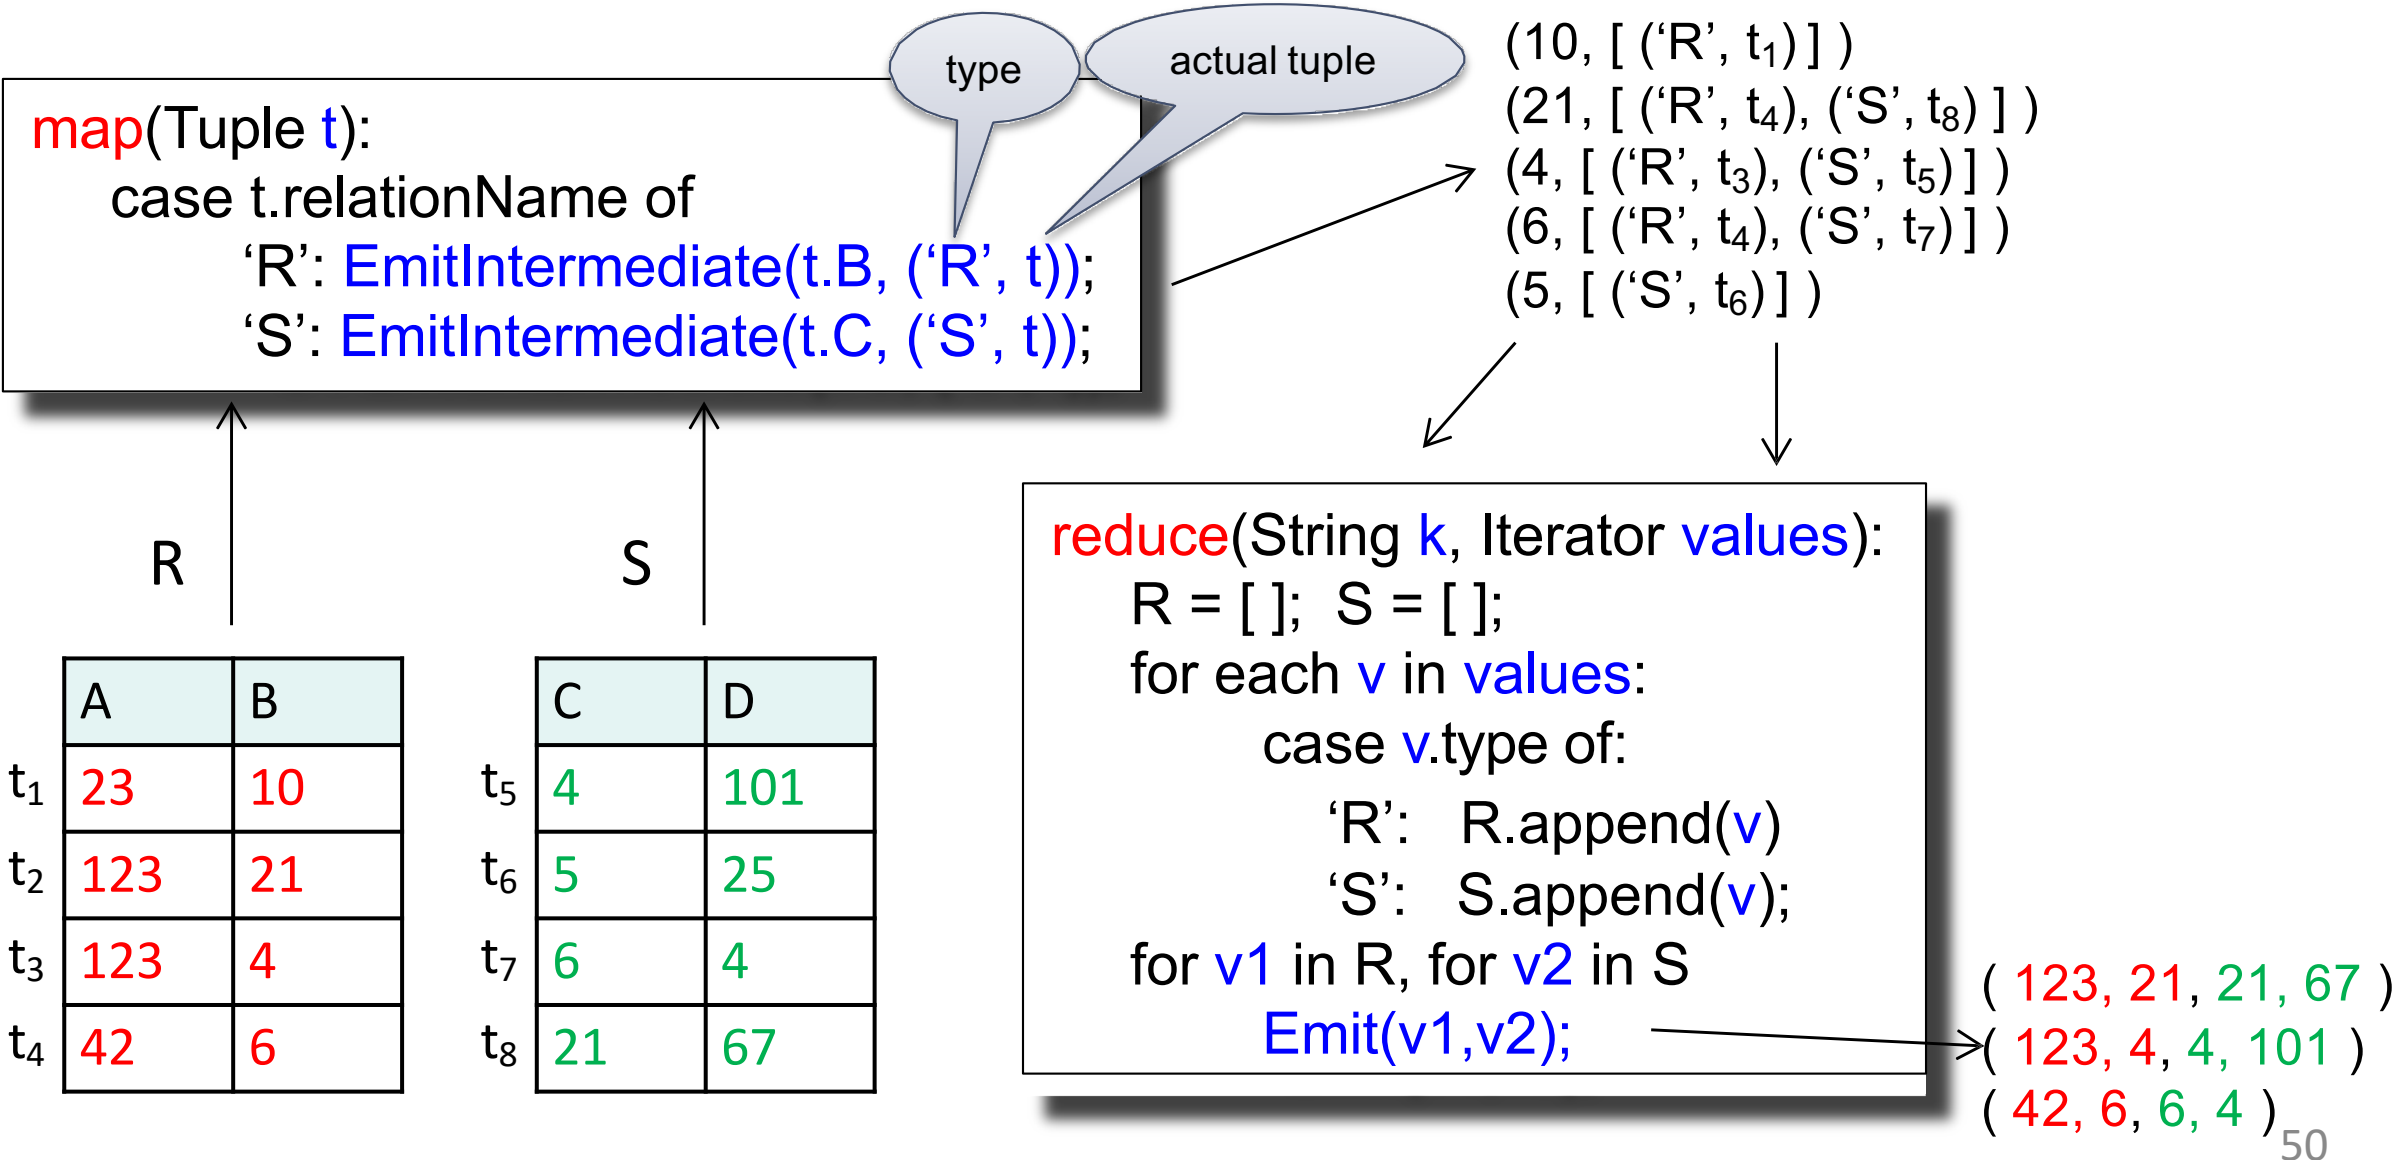 type
actual tuple
map(Tuple t):
case t.relationName of
‘R’: EmitIntermediate(t.B, (‘R’, t));
‘S’: EmitIntermediate(t.C, (‘S’, t));
(10, [ (‘R’, t1) ] )
(21, [ (‘R’, t4), (‘S’, t8) ] )
(4, [ (‘R’, t3), (‘S’, t5) ] )
(6, [ (‘R’, t4), (‘S’, t7) ] )
(5, [ (‘S’, t6) ] )
R
A B
t1 23 10
t2 123 21
t3 123 4
t4 42 6
S
C D
t5 4 101
t6 5 25
t7 6 4
t8 21 67
reduce(String k, Iterator values):
R = [ ]; S = [ ];
for each v in values:
case v.type of:
‘R’: R.append(v)
‘S’: S.append(v);
for v1 in R, for v2 in S
Emit(v1,v2);
( 123, 21, 21, 67 )
( 123, 4, 4, 101 )
( 42, 6, 6, 4 )
50